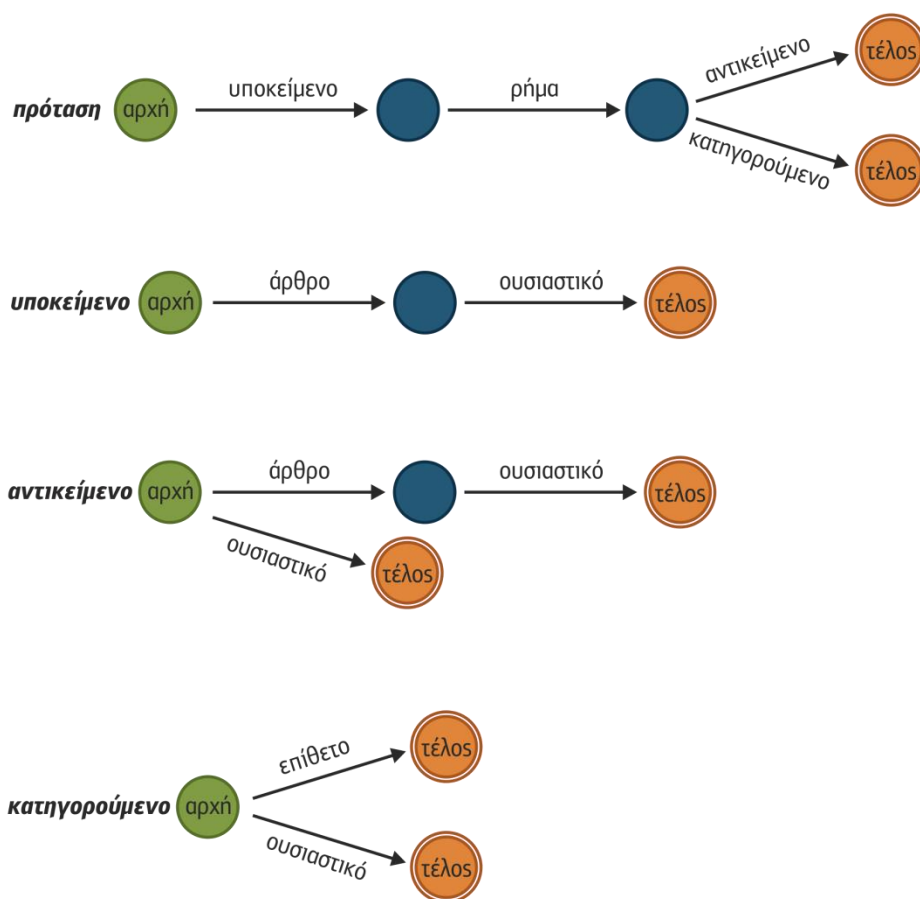 πρόταση αρχή υποκείμενο ρήμα αντικείμενο τέλος
κατηγορούμενο τέλος
υποκείμενο αρχή άρθρο ουσιαστικό τέλος
αντικείμενο αρχή άρθρο ουσιαστικό τέλος
ουσιαστικό τέλος
κατηγορούμενο αρχή επίθετο τέλος
ουσιαστικό τέλος